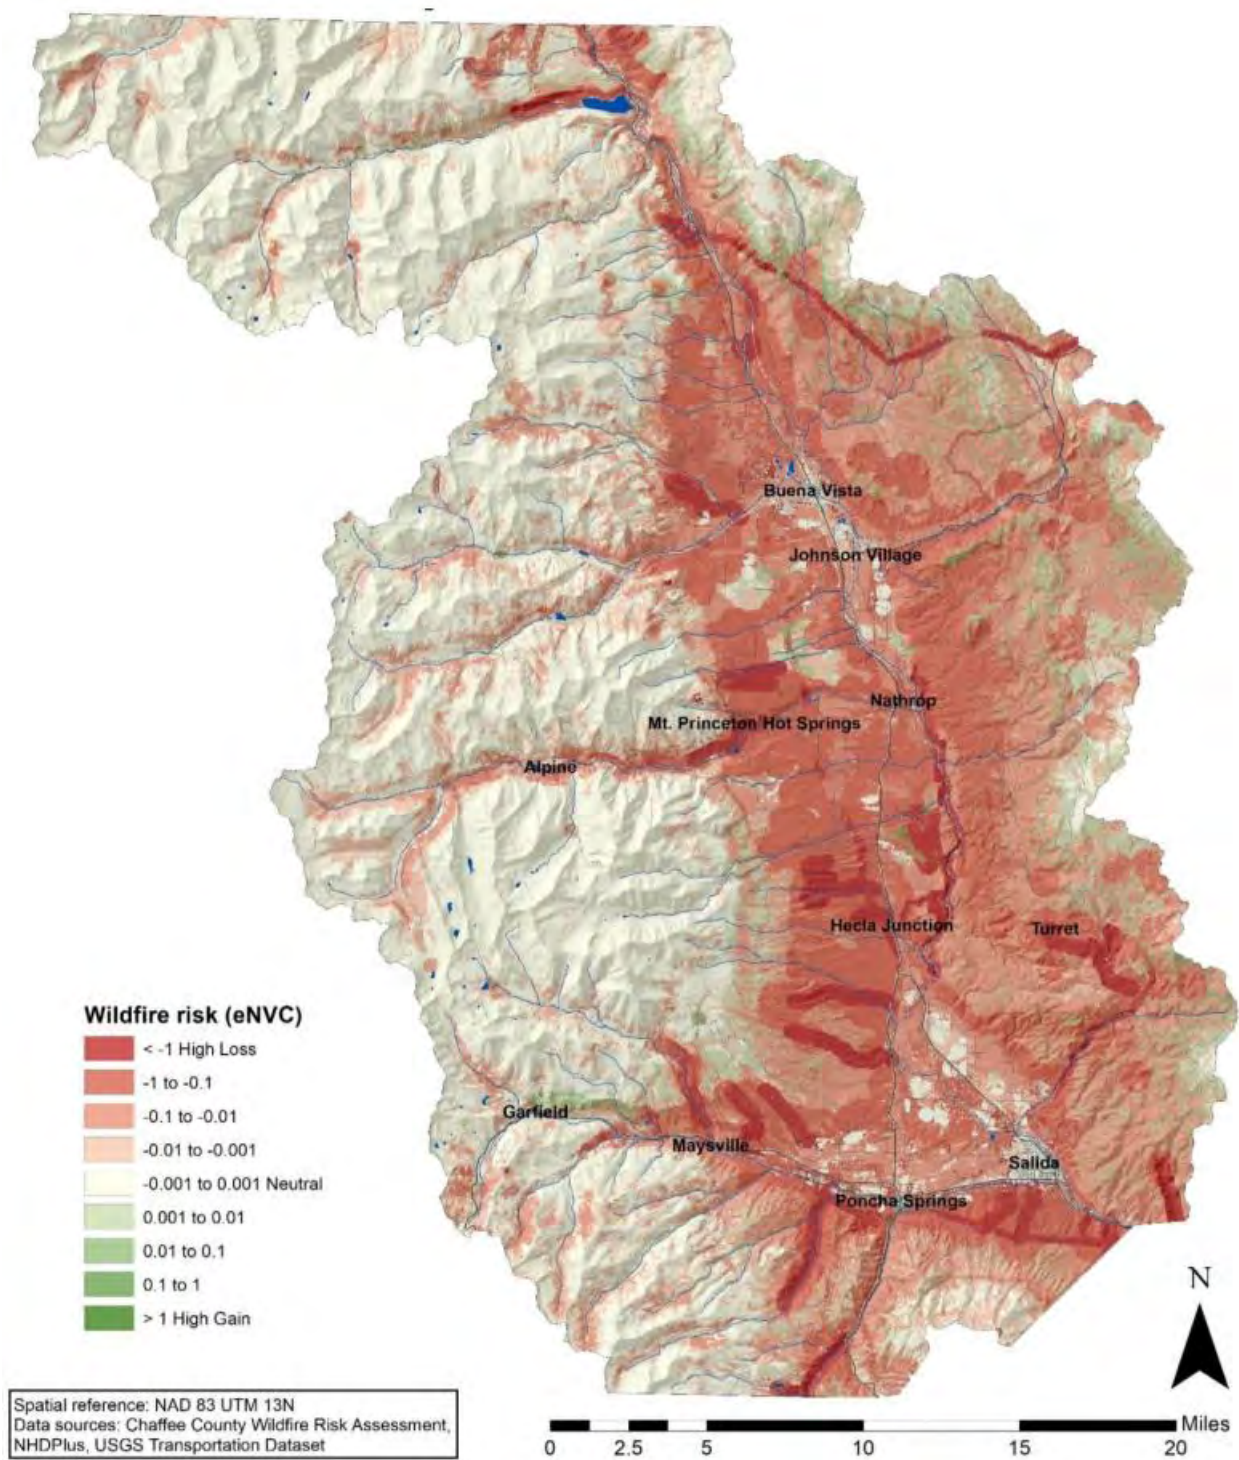 Buena Vista
Johnson Village
Nathrop
Mt. Princeton Hot Springs
Alpine
Hecla Junction
Turret
Wildfire risk (eNVC)
< -1 High Loss
-1 to -0.1
-0.1 to -0.01
-0.01 to -0.001
-0.001 to 0.001 Neutral
0.001 to 0.01
0.01 to 0.1
0.1 to 1
> 1 High Gain
Garfield
Maysville
Salida
Poncha Springs
N
Spatial reference: NAD 83 UTM 13N
Data sources: Chaffee County Wildfire Risk Assessment,
NHDPlus, USGS Transportation Dataset
Miles
0 2.5 5 10 15 20